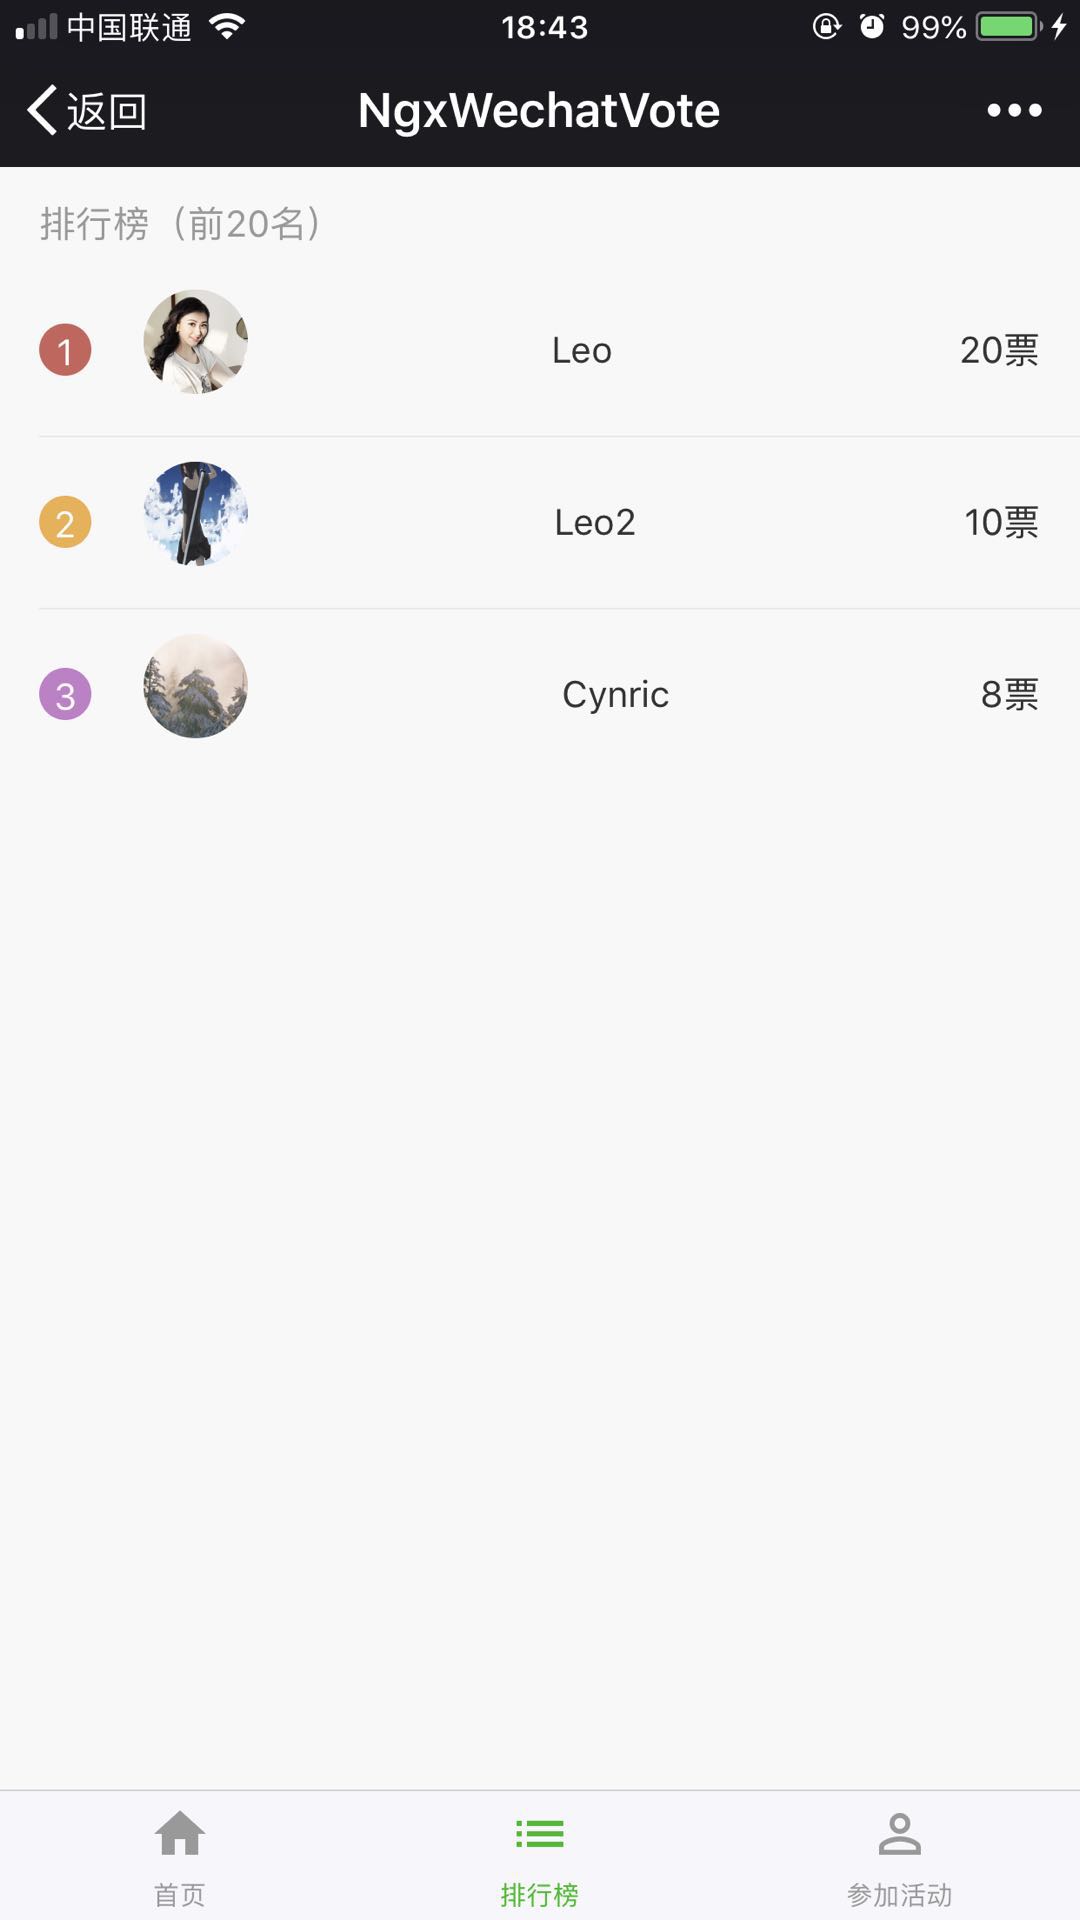 中国联通 18:43 99%
返回 NgxWechatVote
排行榜（前20名）
1 Leo 20票
2 Leo2 10票
3 Cynric 8票
首页 排行榜 参加活动